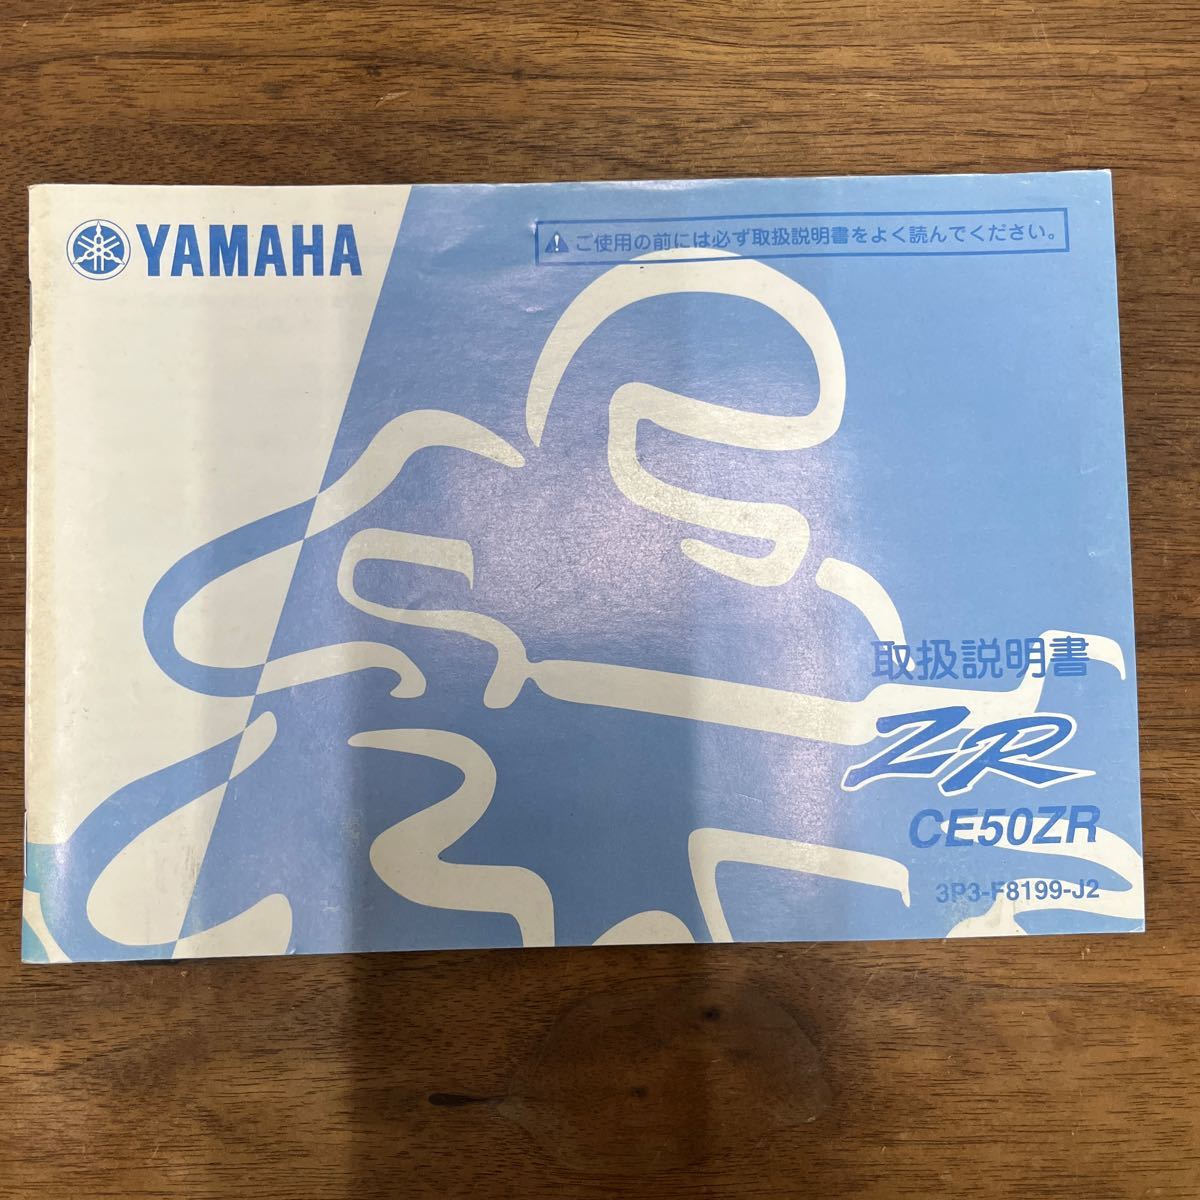 YAMAHA
⚠ご使用の前には必ず取扱説明書をよく読んでください。
取扱説明書
ZR
CE50ZR
3P3-F8199-J2